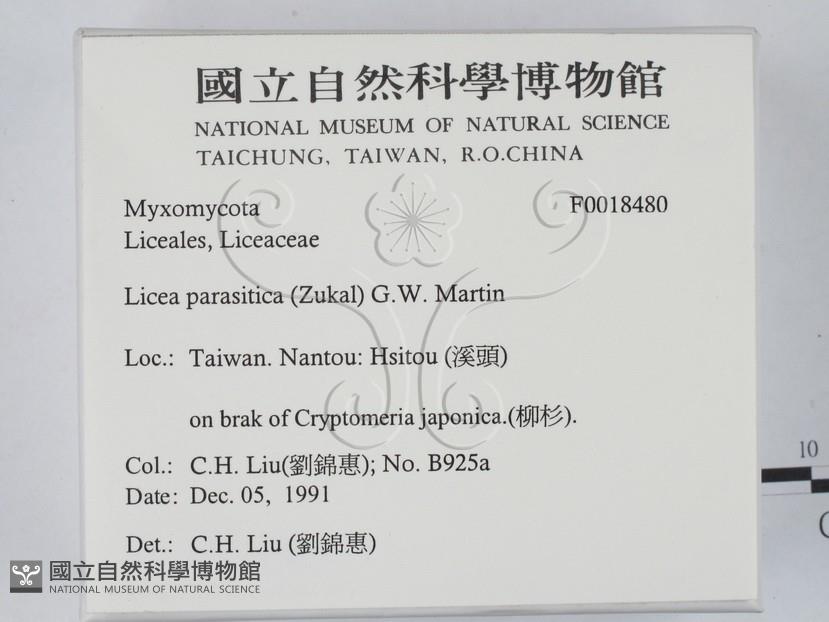 國立自然科學博物館
NATIONAL MUSEUM OF NATURAL SCIENCE
TAICHUNG, TAIWAN, R.O.CHINA
Myxomycota F0018480
Liceales, Liceaceae
Licea parasitica (Zukal) G.W. Martin
Loc.: Taiwan. Nantou: Hsitou (溪頭)
on brak of Cryptomeria japonica.(柳杉).
Col.: C.H. Liu(劉錦惠); No. B925a
Date: Dec. 05, 1991
Det.: C.H. Liu (劉錦惠)
10
國立自然科學博物館
NATIONAL MUSEUM OF NATURAL SCIENCE